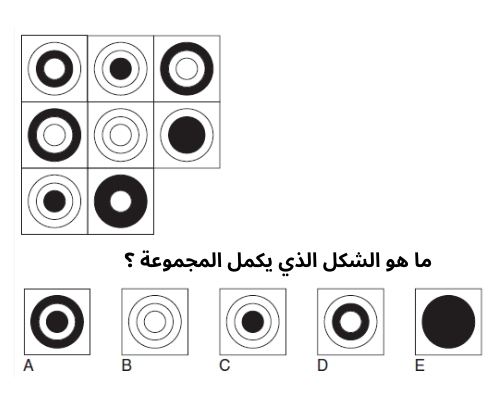 ما هو الشكل الذي يكمل المجموعة ؟
A B C D E